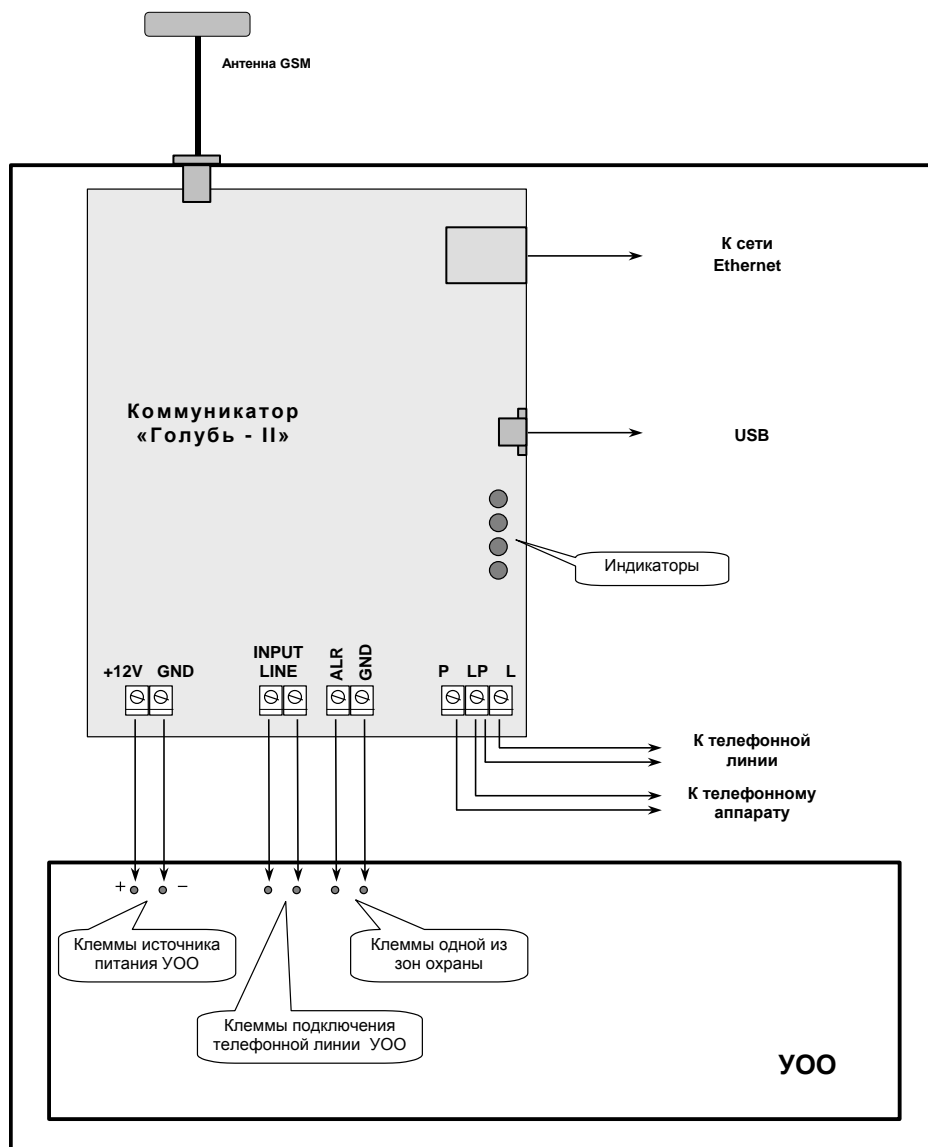 Антенна GSM
К сети
Ethernet
Коммуникатор
«Голубь - II»
USB
Индикаторы
+12V GND
INPUT
LINE
ALR
GND
P LP L
К телефонной
линии
К телефонному
аппарату
+ −
Клеммы источника
питания УОО
Клеммы одной из
зон охраны
Клеммы подключения
телефонной линии УОО
УОО